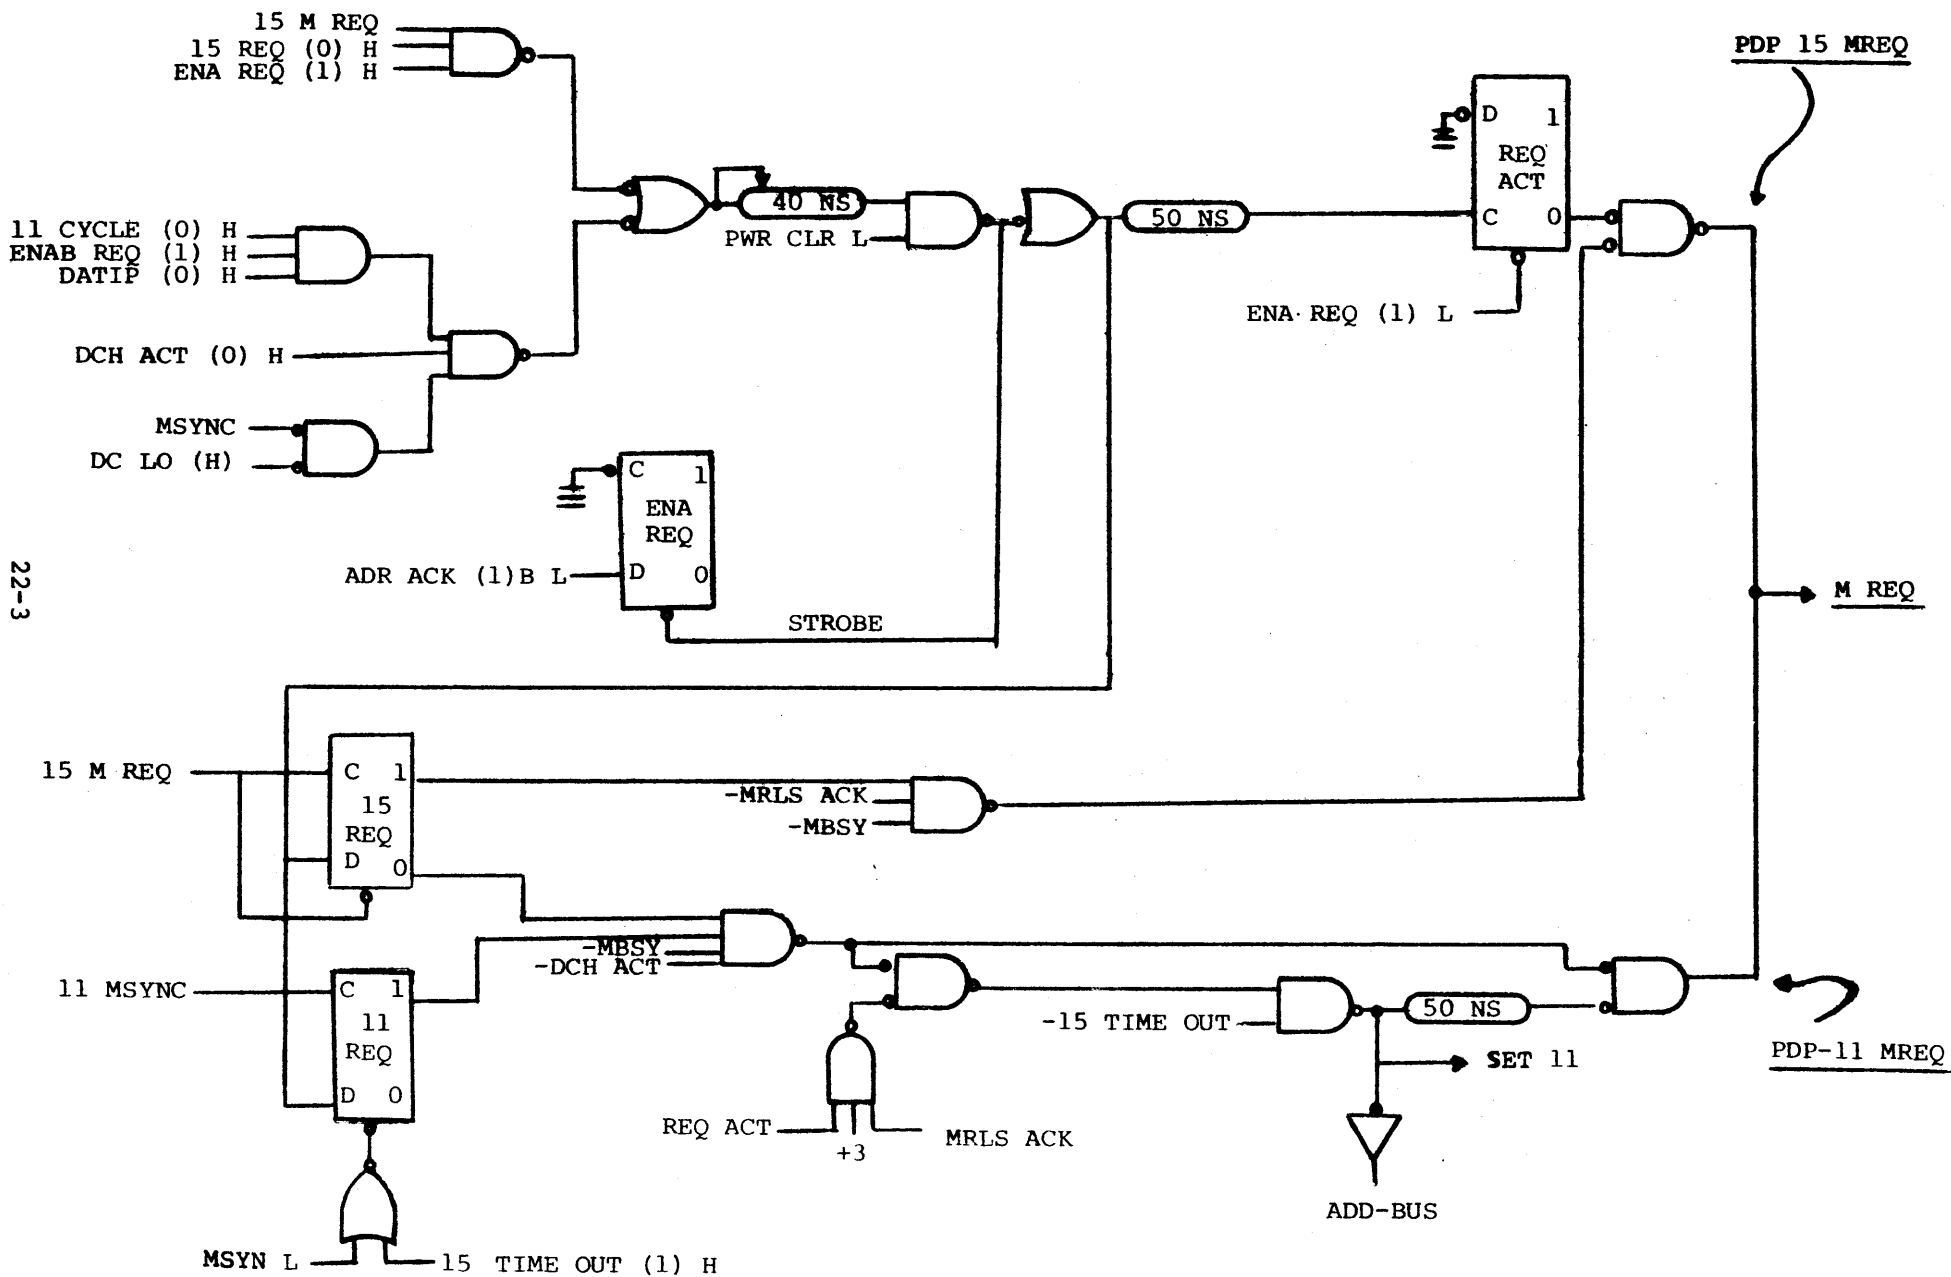 15 M REQ
15 REQ (0) H
ENA REQ (1) H
PDP 15 MREQ
D 1
REQ
ACT
C 0
40 NS
50 NS
PWR CLR L
11 CYCLE (0) H
ENAB REQ (1) H
DATIP (0) H
ENA REQ (1) L
DCH ACT (0) H
MSYNC
DC LO (H)
C 1
ENA
REQ
D 0
ADR ACK (1)B L
STROBE
M REQ
22-3
15 M REQ
C 1
15
REQ
D 0
-MRLS ACK
-MBSY
-MBSY
-DCH ACT
11 MSYNC
C 1
11
REQ
D 0
-15 TIME OUT
50 NS
SET 11
PDP-11 MREQ
REQ ACT
+3
MRLS ACK
ADD-BUS
MSYN L
15 TIME OUT (1) H